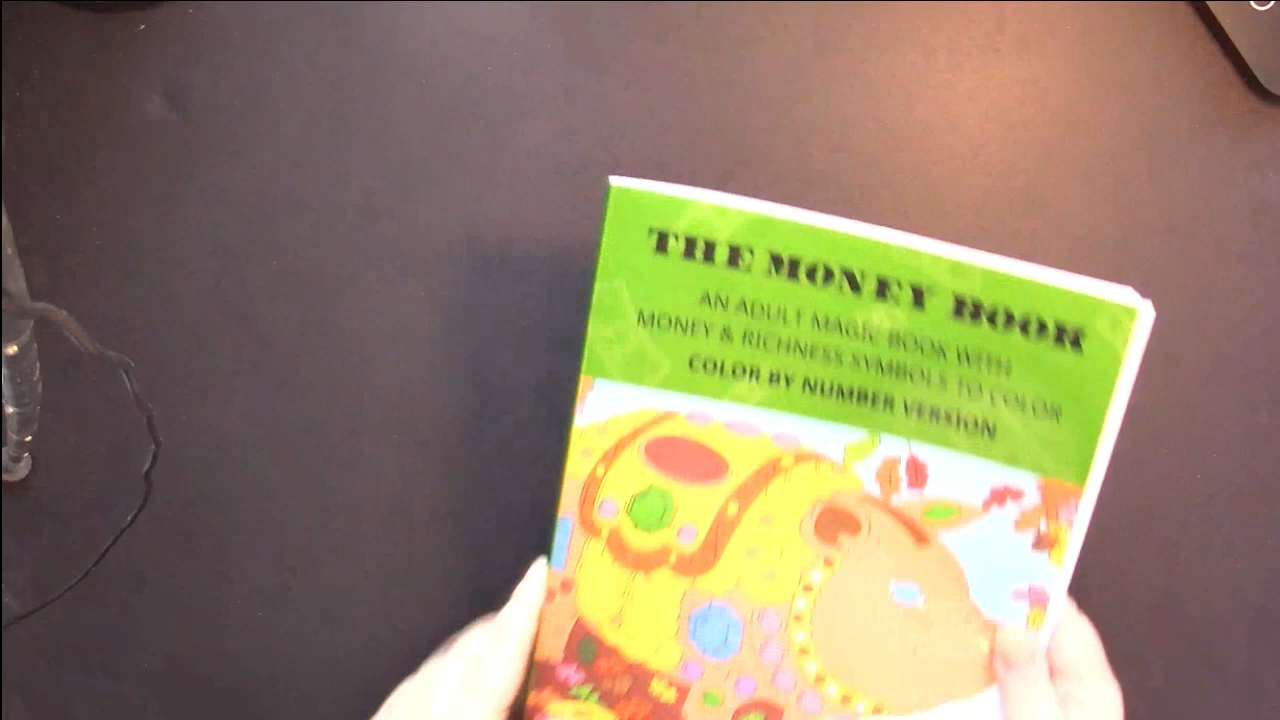 THE MONEY BOOK
AN ADULT MAGIC BOOK WITH
MONEY & RICHNESS SYMBOLS TO COLOR
COLOR BY NUMBER VERSION